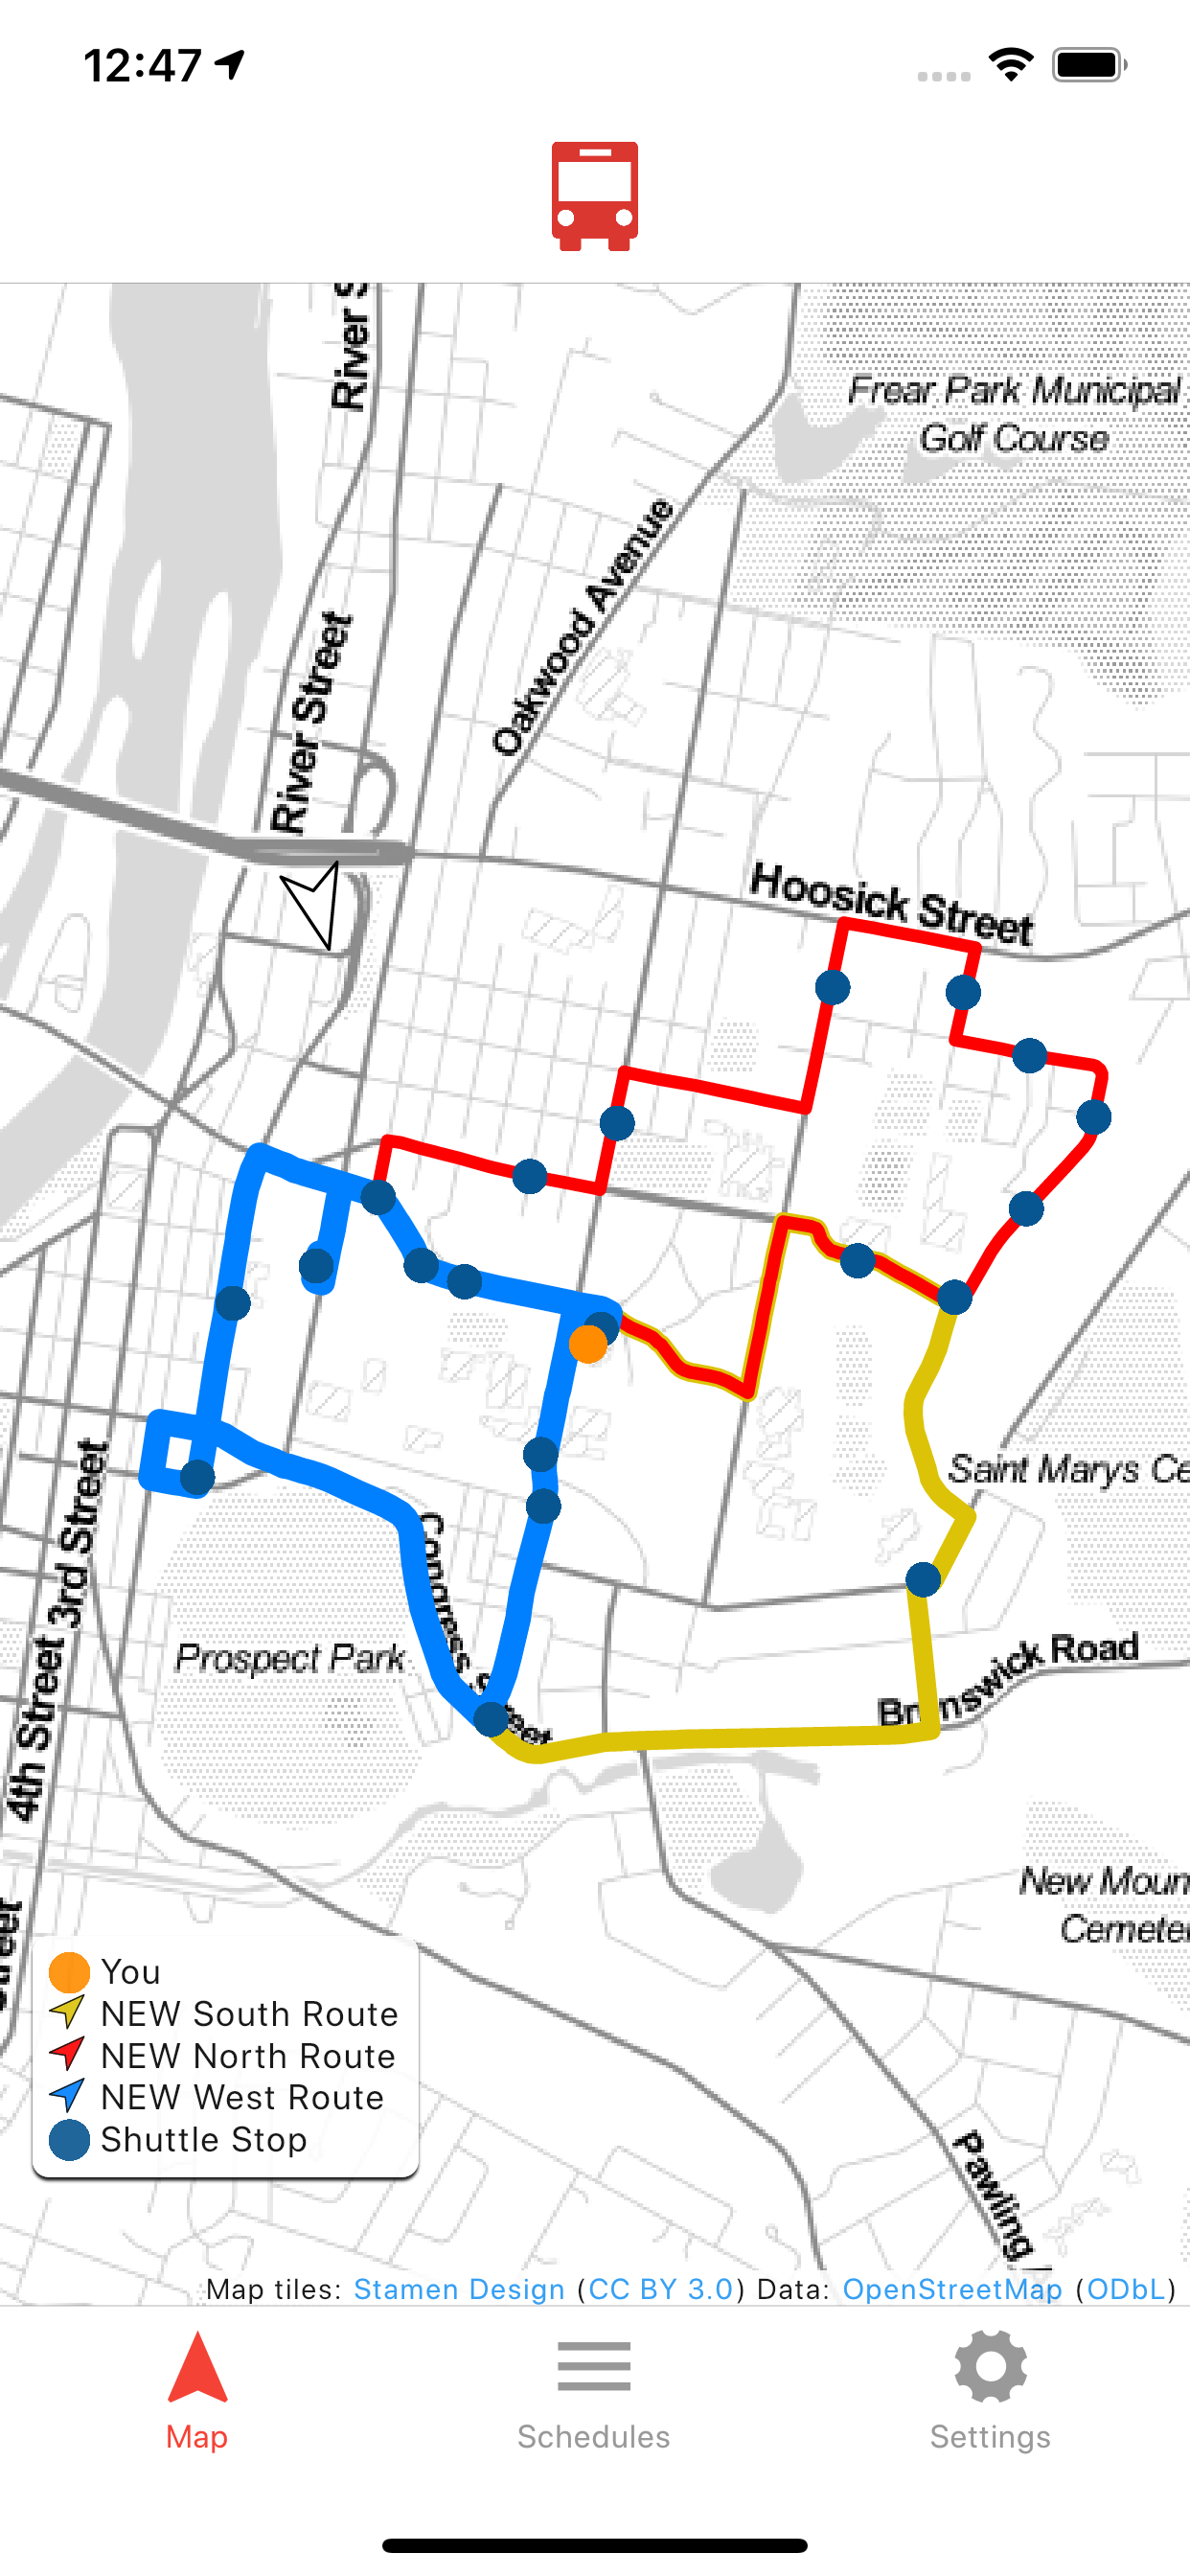 12:47
River S
Frear Park Municipal
Golf Course
Oakwood Avenue
River Street
Hoosick Street
Saint Marys Ce
3rd Street
Congress Street
Prospect Park
Brunswick Road
4th Street
New Moun
Cemete
You
NEW South Route
NEW North Route
NEW West Route
Shuttle Stop
Pawling
Map tiles: Stamen Design (CC BY 3.0) Data: OpenStreetMap (ODbL)
Map
Schedules
Settings